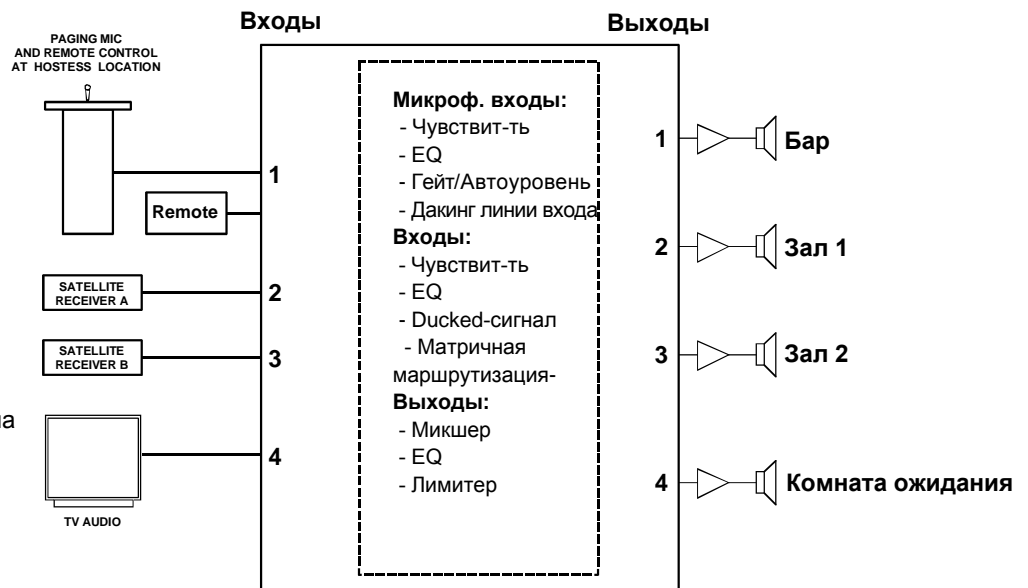 Входы
Выходы
PAGING MIC
AND REMOTE CONTROL
AT HOSTESS LOCATION
1
Remote
SATELLITE
RECEIVER A
2
SATELLITE
RECEIVER B
3
4
TV AUDIO
Микроф. входы:
- Чувствит-ть
- EQ
- Гейт/Автоуровень
- Дакинг линии входа
Входы:
- Чувствит-ть
- EQ
- Ducked-сигнал
- Матричная
маршрутизация-
Выходы:
- Микшер
- EQ
- Лимитер
1
Бар
2
Зал 1
3
Зал 2
4
Комната ожидания